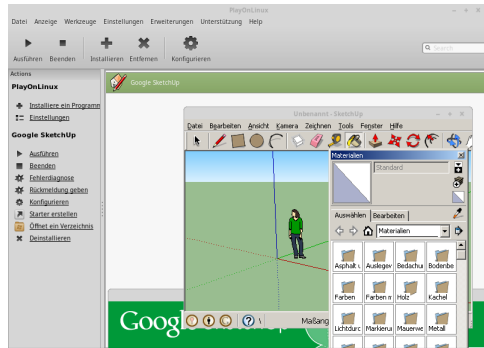 PlayOnLinux
Datei Anzeige Werkzeuge Einstellungen Erweiterungen Unterstützung Help
Ausführen Beenden Installieren Entfernen Konfigurieren
Search
Actions
PlayOnLinux
Installiere ein Programm
Einstellungen
Google SketchUp
Ausführen
Beenden
Fehlerdiagnose
Rückmeldung geben
Konfigurieren
Starter erstellen
Öffnet ein Verzeichnis
Deinstallieren
Google SketchUp
Unbenannt - SketchUp
Datei Bearbeiten Ansicht Kamera Zeichnen Tools Fenster Hilfe
Materialien
Standard
Auswählen Bearbeiten
Materialien
Asphalt u Auslegev Bedachu Bodenbe
Farben Farben m Holz Kachel
Lichtdurc Markieru Mauerwe Metall
Maßang
Goog